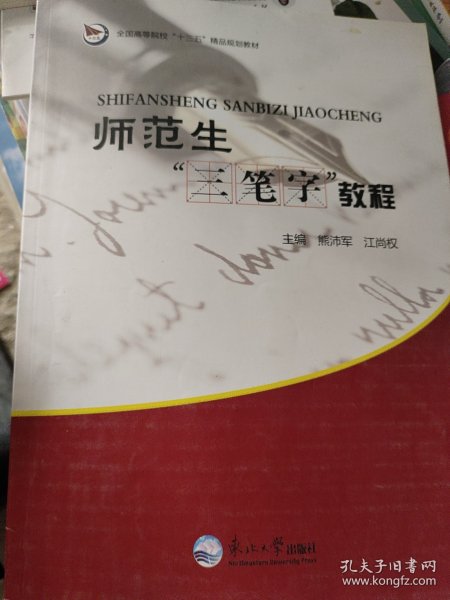 全国高等院校“十三五”精品规划教材
SHIFANSHENG SANBIZI JIAOCHENG
师范生
“三笔字”教程
主编 熊沛军 江尚权
东北大学出版社
Northeastern University Press
孔夫子旧书网
www.kongfz.com